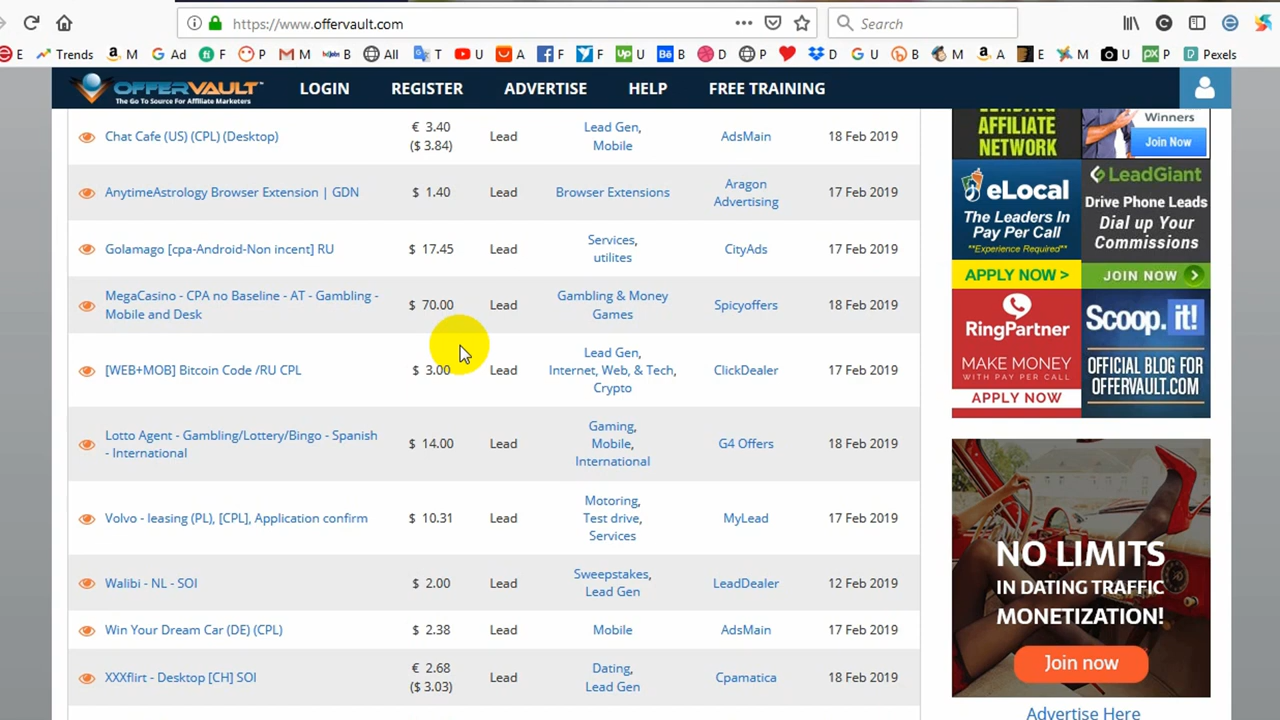 https://www.offervault.com
Search
E
Trends
M
Ad
F
P
M
B
All
T
U
A
F
F
U
B
D
P
D
U
B
M
A
E
M
U
P
Pexels
OFFERVAULT™
The Go To Source For Affiliate Marketers
LOGIN
REGISTER
ADVERTISE
HELP
FREE TRAINING
Chat Cafe (US) (CPL) (Desktop)
€ 3.40
($ 3.84)
Lead
Lead Gen,
Mobile
AdsMain
18 Feb 2019
AnytimeAstrology Browser Extension | GDN
$ 1.40
Lead
Browser Extensions
Aragon
Advertising
17 Feb 2019
Golamago [cpa-Android-Non incent] RU
$ 17.45
Lead
Services,
utilites
CityAds
17 Feb 2019
MegaCasino - CPA no Baseline - AT - Gambling -
Mobile and Desk
$ 70.00
Lead
Gambling & Money
Games
Spicyoffers
18 Feb 2019
[WEB+MOB] Bitcoin Code /RU CPL
$ 3.00
Lead
Lead Gen,
Internet, Web, & Tech,
Crypto
ClickDealer
17 Feb 2019
Lotto Agent - Gambling/Lottery/Bingo - Spanish
- International
$ 14.00
Lead
Gaming,
Mobile,
International
G4 Offers
18 Feb 2019
Volvo - leasing (PL), [CPL], Application confirm
$ 10.31
Lead
Motoring,
Test drive,
Services
MyLead
17 Feb 2019
Walibi - NL - SOI
$ 2.00
Lead
Sweepstakes,
Lead Gen
LeadDealer
12 Feb 2019
Win Your Dream Car (DE) (CPL)
$ 2.38
Lead
Mobile
AdsMain
17 Feb 2019
XXXflirt - Desktop [CH] SOI
€ 2.68
($ 3.03)
Lead
Dating,
Lead Gen
Cpamatica
18 Feb 2019
AFFILIATE
NETWORK
Winners
Join Now
eLocal
The Leaders In
Pay Per Call
**Experience Required**
APPLY NOW >
LeadGiant
Drive Phone Leads
Dial up Your
Commissions
JOIN NOW
RingPartner
MAKE MONEY
WITH PAY PER CALL
APPLY NOW
Scoop.it!
OFFICIAL BLOG FOR
OFFERVAULT.COM
NO LIMITS
IN DATING TRAFFIC
MONETIZATION!
Join now
Advertise Here